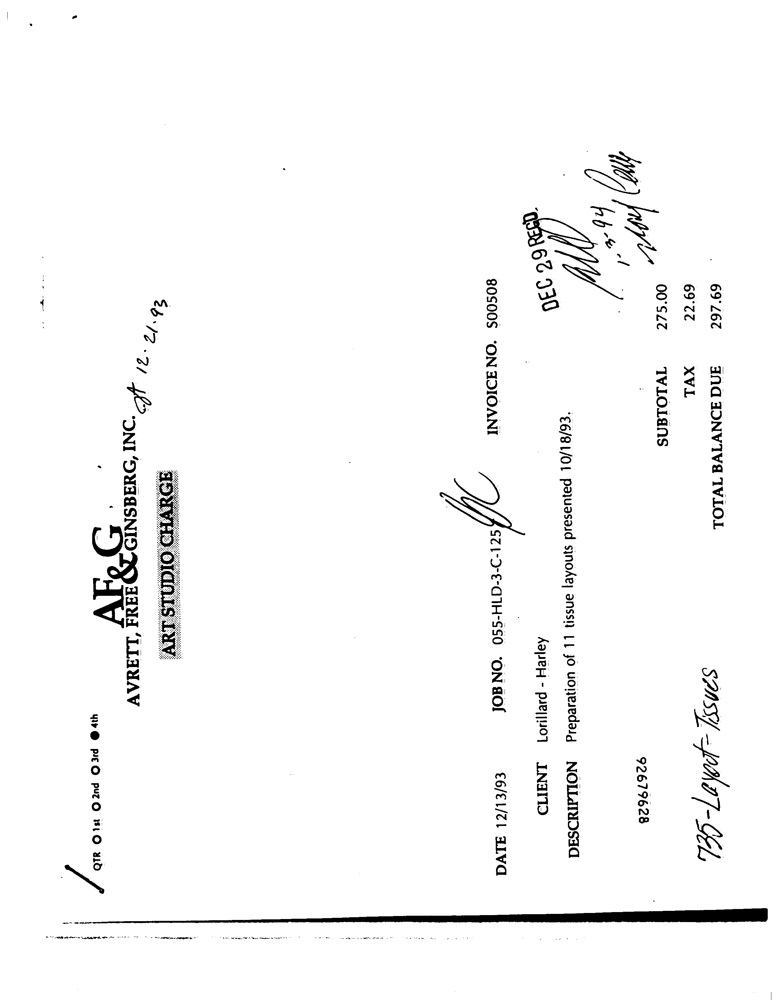 QTR O 1st O 2nd O 3rd ● 4th
AF&G
AVRETT, FREE & GINSBERG, INC.
12·21·93
ART STUDIO CHARGE
DATE 12/13/93 JOB NO. 055-HLD-3-C-125 INVOICE NO. S00508
DEC 29 REC'D.
CLIENT Lorillard - Harley
DESCRIPTION Preparation of 11 tissue layouts presented 10/18/93.
1-3-94
92679628
SUBTOTAL 275.00
TAX 22.69
TOTAL BALANCE DUE 297.69
735-Layout-Tissues